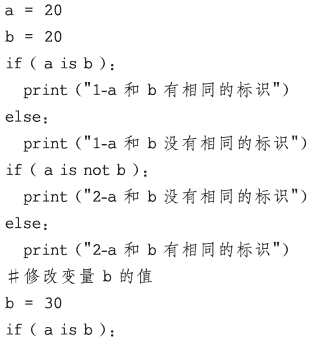 a = 20
b = 20
if ( a is b ):
  print ("1-a 和 b 有相同的标识")
else:
  print ("1-a 和 b 没有相同的标识")
if ( a is not b ):
  print ("2-a 和 b 没有相同的标识")
else:
  print ("2-a 和 b 有相同的标识")
#修改变量 b 的值
b = 30
if ( a is b ):